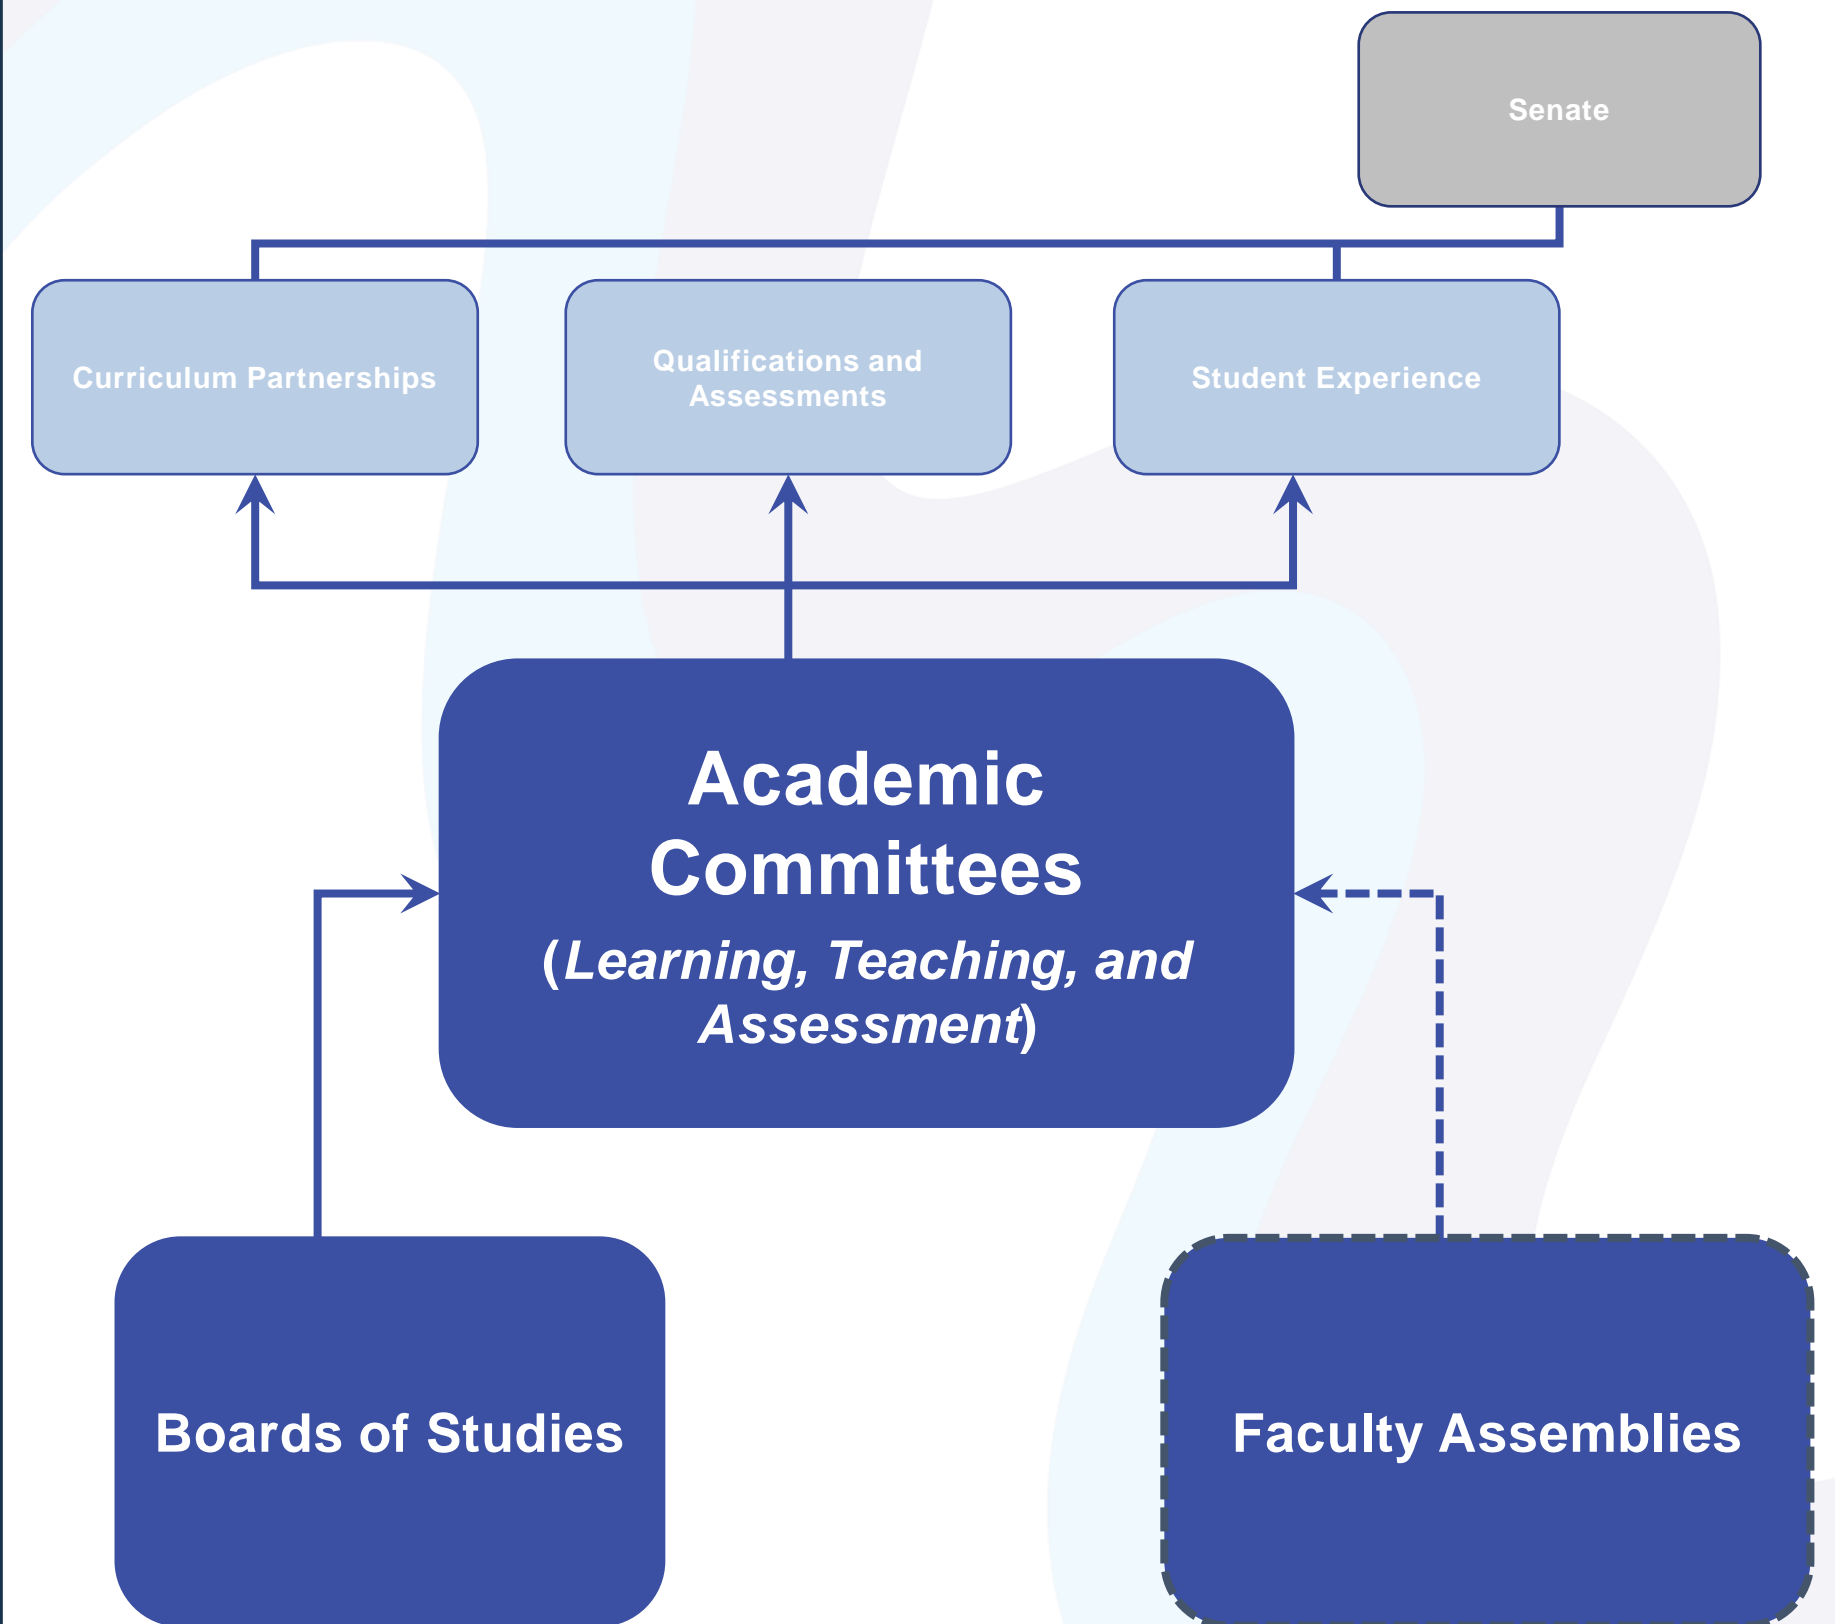 Senate
Curriculum Partnerships
Qualifications and
Assessments
Student Experience
Academic
Committees
(Learning, Teaching, and
Assessment)
Boards of Studies
Faculty Assemblies